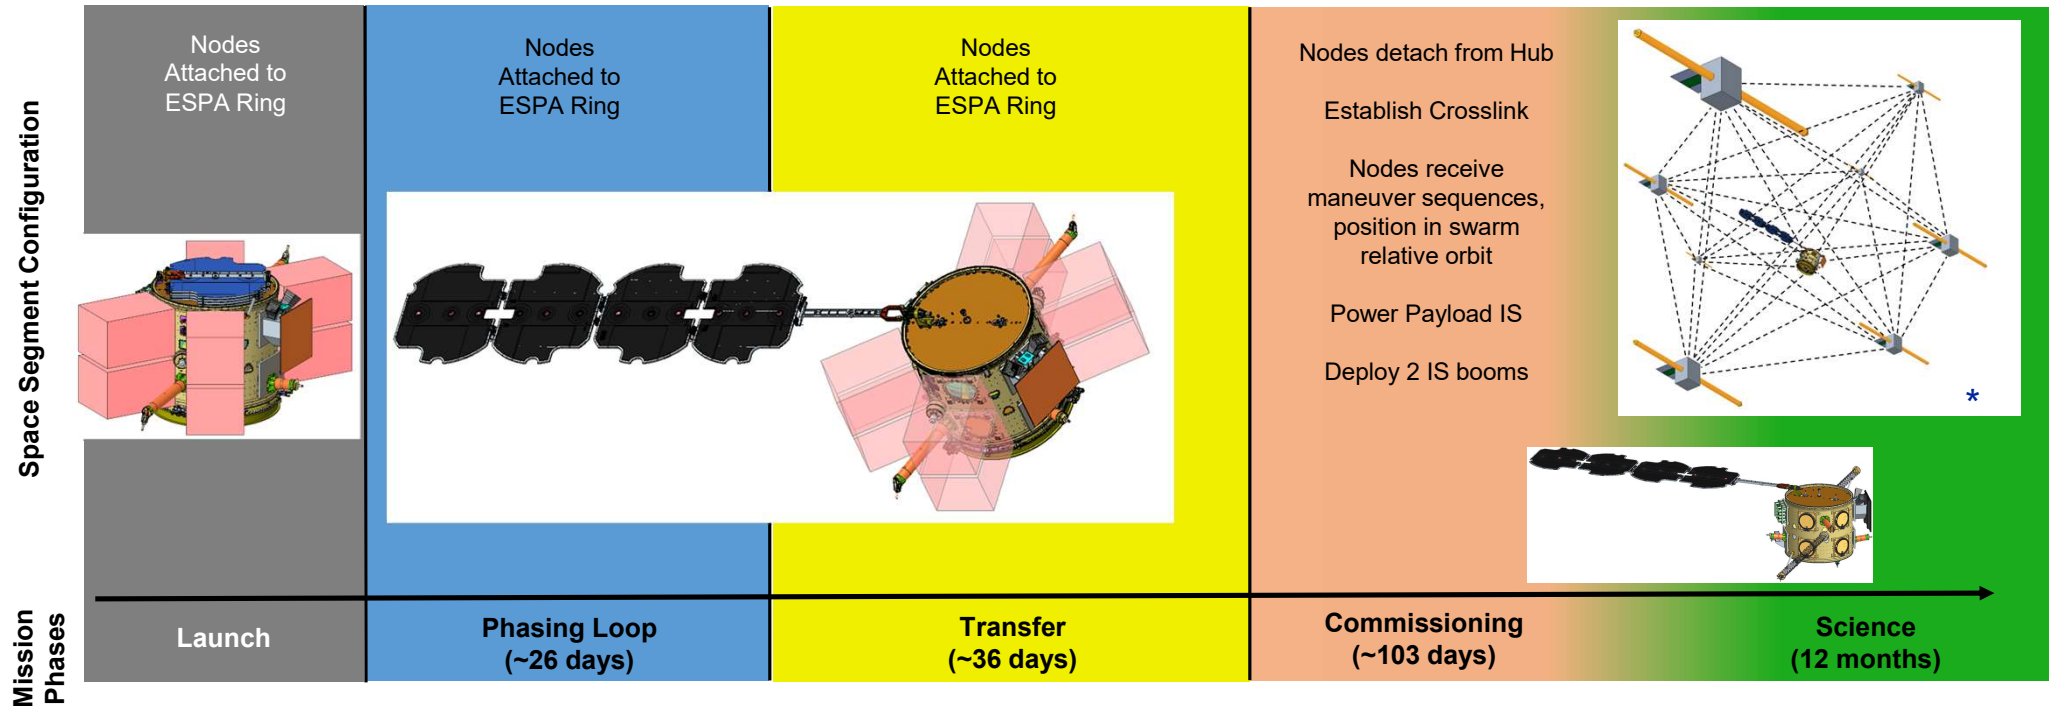 Space Segment Configuration
Nodes
Attached to
ESPA Ring
Nodes
Attached to
ESPA Ring
Nodes
Attached to
ESPA Ring
Nodes detach from Hub
Establish Crosslink
Nodes receive
maneuver sequences,
position in swarm
relative orbit
Power Payload IS
Deploy 2 IS booms
*
Mission
Phases
Launch
Phasing Loop
(~26 days)
Transfer
(~36 days)
Commissioning
(~103 days)
Science
(12 months)